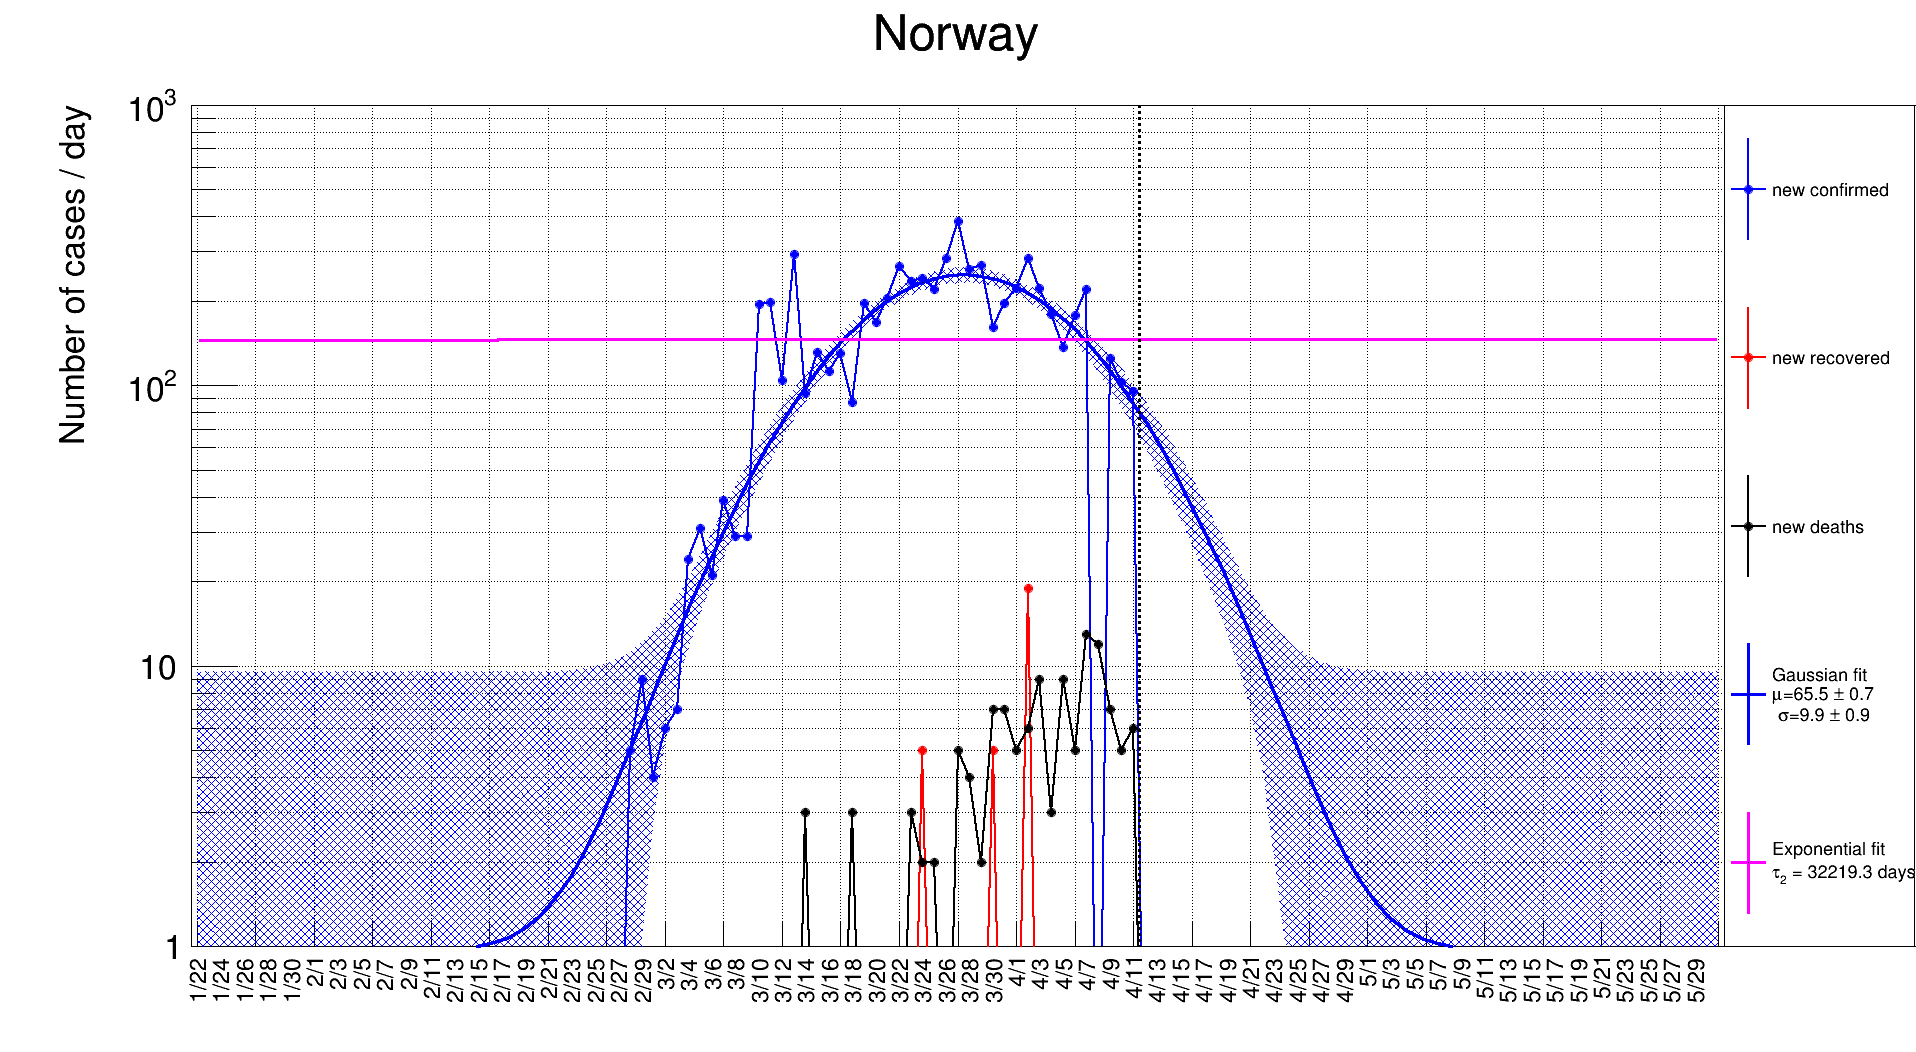 Norway
Number of cases / day
10³
10²
10
1
1/22 1/24 1/26 1/28 1/30 2/1 2/3 2/5 2/7 2/9 2/11 2/13 2/15 2/17 2/19 2/21 2/23 2/25 2/27 2/29 3/2 3/4 3/6 3/8 3/10 3/12 3/14 3/16 3/18 3/20 3/22 3/24 3/26 3/28 3/30 4/1 4/3 4/5 4/7 4/9 4/11 4/13 4/15 4/17 4/19 4/21 4/23 4/25 4/27 4/29 5/1 5/3 5/5 5/7 5/9 5/11 5/13 5/15 5/17 5/19 5/21 5/23 5/25 5/27 5/29
new confirmed
new recovered
new deaths
Gaussian fit
μ=65.5 ± 0.7
σ=9.9 ± 0.9
Exponential fit
τ₂ = 32219.3 days